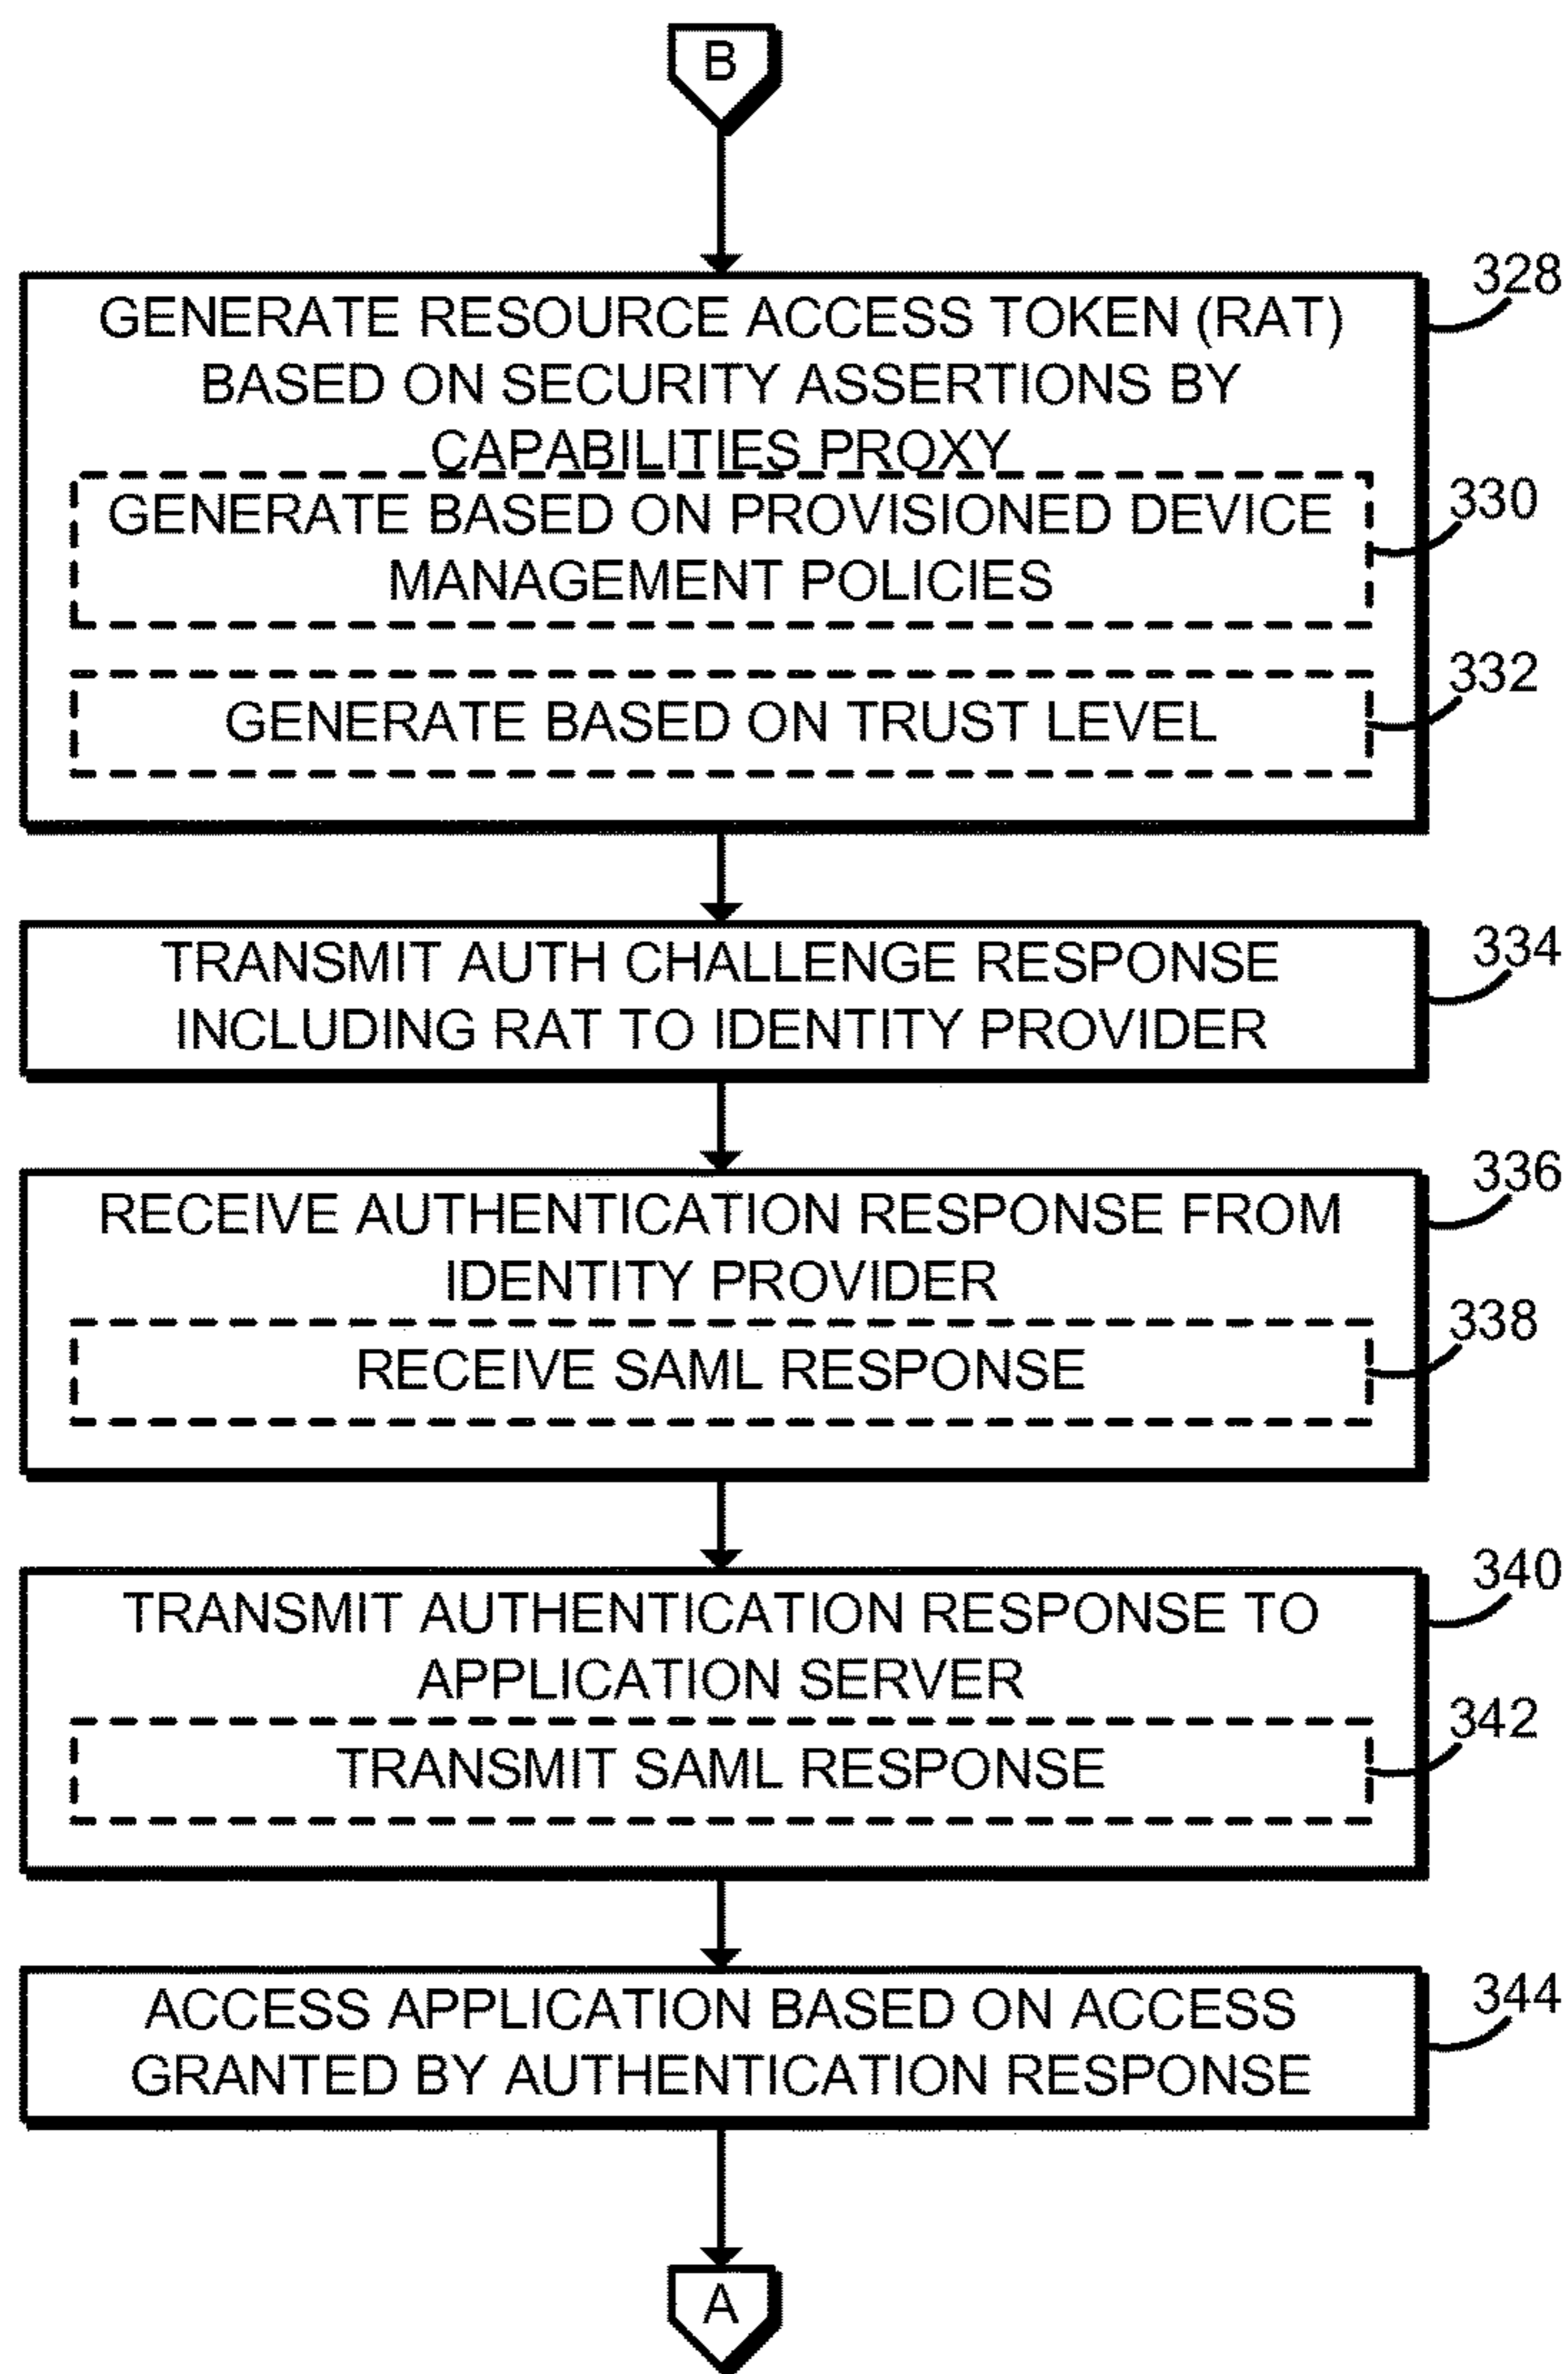 B
328
GENERATE RESOURCE ACCESS TOKEN (RAT)
BASED ON SECURITY ASSERTIONS BY
CAPABILITIES PROXY
330
GENERATE BASED ON PROVISIONED DEVICE
MANAGEMENT POLICIES
332
GENERATE BASED ON TRUST LEVEL
334
TRANSMIT AUTH CHALLENGE RESPONSE
INCLUDING RAT TO IDENTITY PROVIDER
336
RECEIVE AUTHENTICATION RESPONSE FROM
IDENTITY PROVIDER
338
RECEIVE SAML RESPONSE
340
TRANSMIT AUTHENTICATION RESPONSE TO
APPLICATION SERVER
342
TRANSMIT SAML RESPONSE
344
ACCESS APPLICATION BASED ON ACCESS
GRANTED BY AUTHENTICATION RESPONSE
A